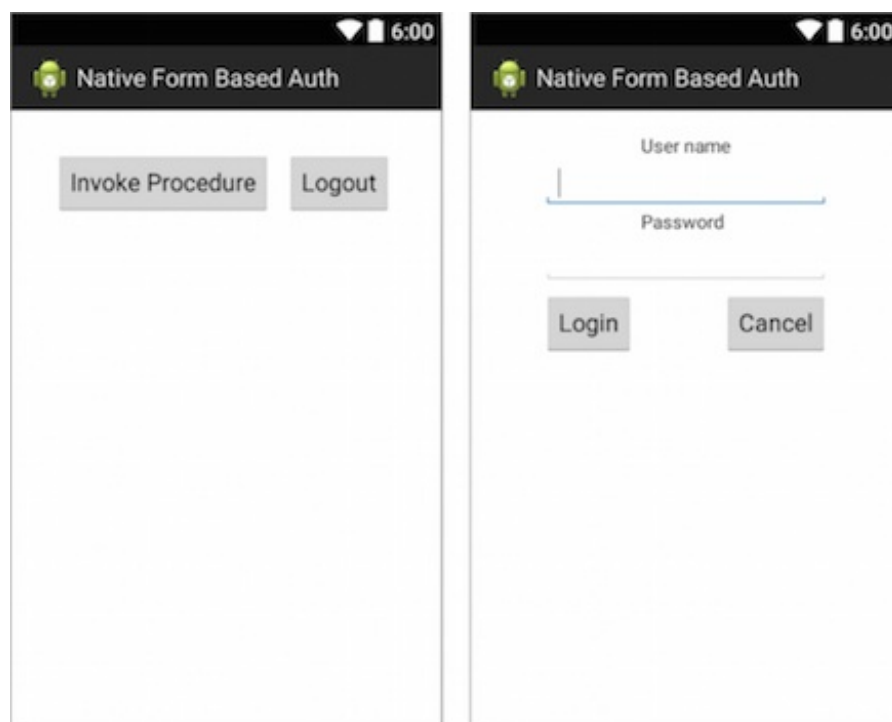 6:00
Native Form Based Auth
Invoke Procedure
Logout
6:00
Native Form Based Auth
User name
Password
Login
Cancel